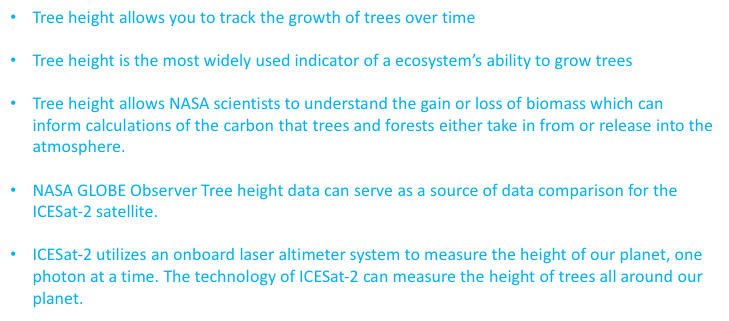 • Tree height allows you to track the growth of trees over time
• Tree height is the most widely used indicator of a ecosystem's ability to grow trees
• Tree height allows NASA scientists to understand the gain or loss of biomass which can
inform calculations of the carbon that trees and forests either take in from or release into the
atmosphere.
• NASA GLOBE Observer Tree height data can serve as a source of data comparison for the
ICESat-2 satellite.
• ICESat-2 utilizes an onboard laser altimeter system to measure the height of our planet, one
photon at a time. The technology of ICESat-2 can measure the height of trees all around our
planet.